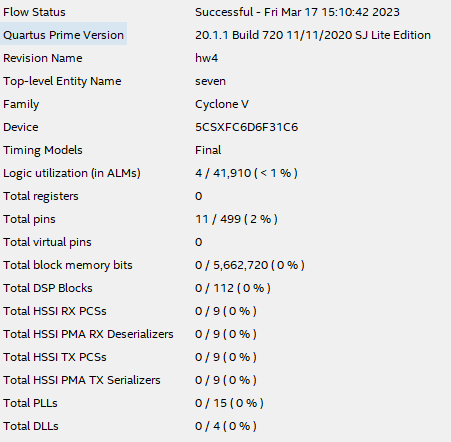 Flow Status Successful - Fri Mar 17 15:10:42 2023
Quartus Prime Version 20.1.1 Build 720 11/11/2020 SJ Lite Edition
Revision Name hw4
Top-level Entity Name seven
Family Cyclone V
Device 5CSXFC6D6F31C6
Timing Models Final
Logic utilization (in ALMs) 4 / 41,910 ( < 1 % )
Total registers 0
Total pins 11 / 499 ( 2 % )
Total virtual pins 0
Total block memory bits 0 / 5,662,720 ( 0 % )
Total DSP Blocks 0 / 112 ( 0 % )
Total HSSI RX PCSs 0 / 9 ( 0 % )
Total HSSI PMA RX Deserializers 0 / 9 ( 0 % )
Total HSSI TX PCSs 0 / 9 ( 0 % )
Total HSSI PMA TX Serializers 0 / 9 ( 0 % )
Total PLLs 0 / 15 ( 0 % )
Total DLLs 0 / 4 ( 0 % )